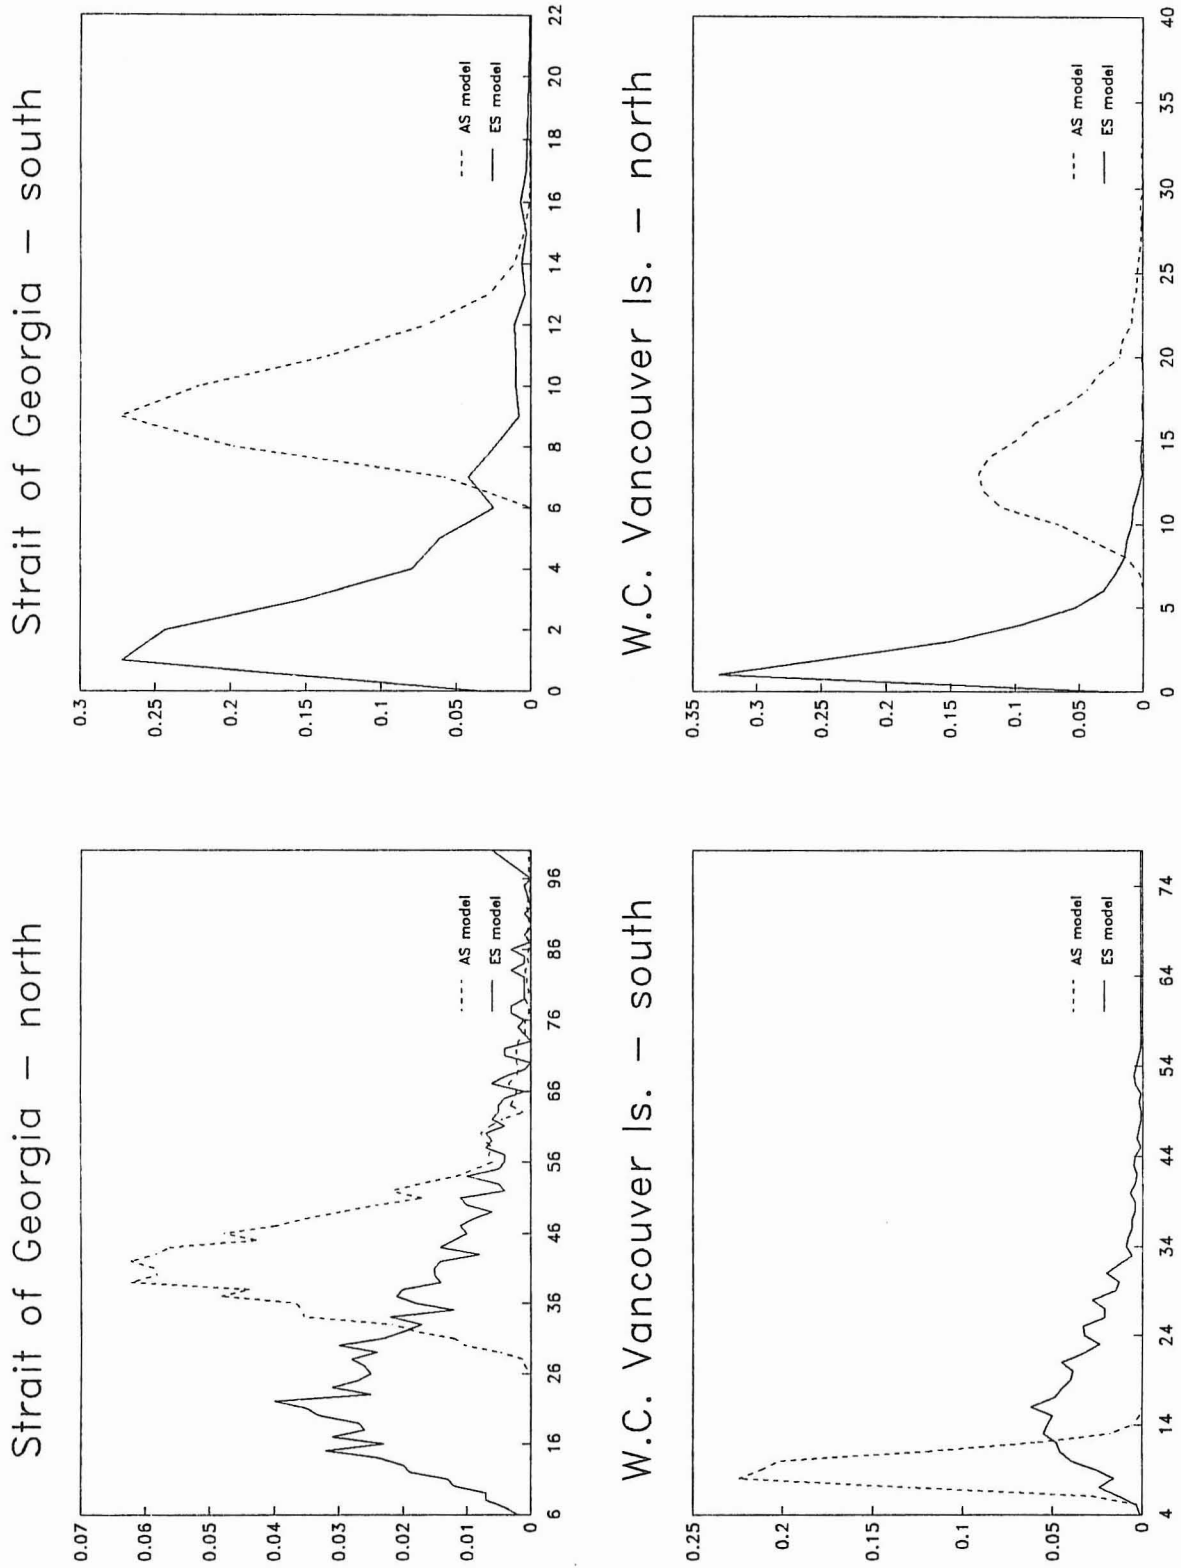 Strait of Georgia — north
0.07
0.06
0.05
0.04
0.03
0.02
0.01
0
6 16 26 36 46 56 66 76 86 96
AS model
ES model
Strait of Georgia — south
0.3
0.25
0.2
0.15
0.1
0.05
0
0 2 4 6 8 10 12 14 16 18 20 22
AS model
ES model
W.C. Vancouver Is. — south
0.25
0.2
0.15
0.1
0.05
0
4 14 24 34 44 54 64 74
AS model
ES model
W.C. Vancouver Is. — north
0.35
0.3
0.25
0.2
0.15
0.1
0.05
0
0 5 10 15 20 25 30 35 40
AS model
ES model